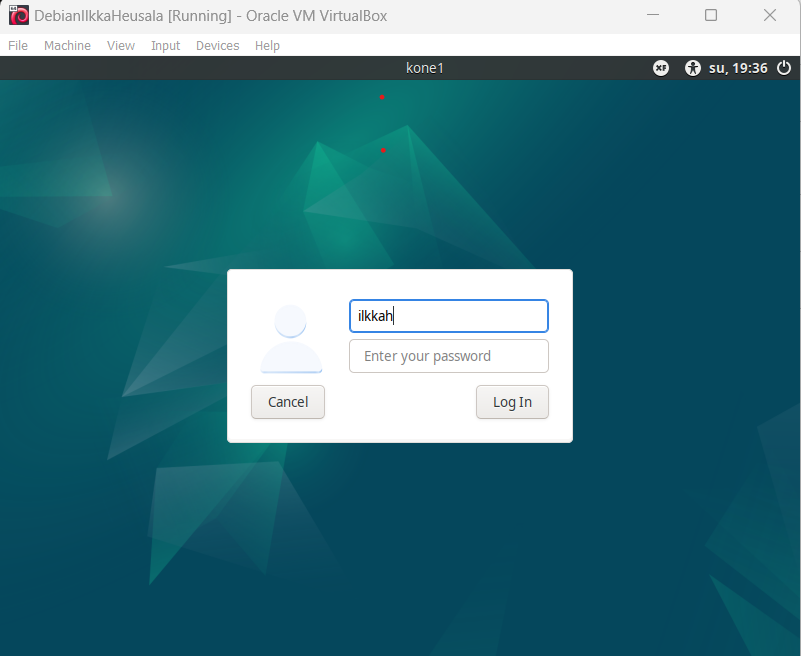 DebianIlkkaHeusala [Running] - Oracle VM VirtualBox
File Machine View Input Devices Help
kone1 su, 19:36
ilkkah
Enter your password
Cancel Log In